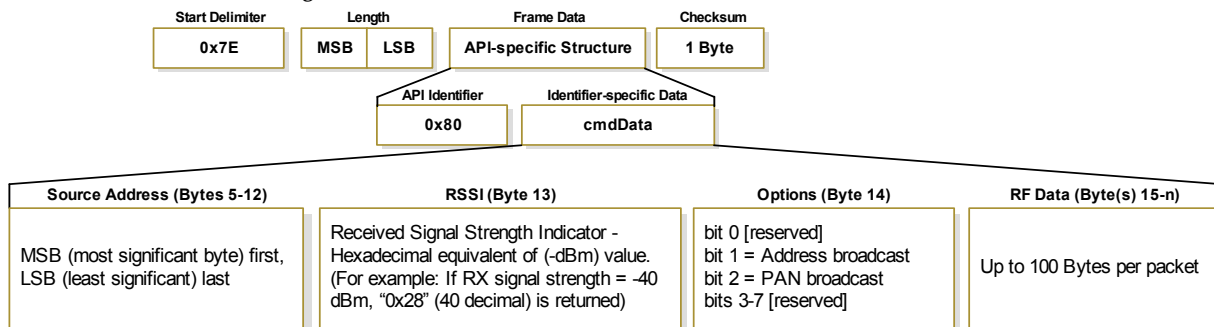 Start Delimiter Length Frame Data Checksum
0x7E MSB LSB API-specific Structure 1 Byte
API Identifier Identifier-specific Data
0x80 cmdData
Source Address (Bytes 5-12)
MSB (most significant byte) first,
LSB (least significant) last
RSSI (Byte 13)
Received Signal Strength Indicator -
Hexadecimal equivalent of (-dBm) value.
(For example: If RX signal strength = -40
dBm, “0x28” (40 decimal) is returned)
Options (Byte 14)
bit 0 [reserved]
bit 1 = Address broadcast
bit 2 = PAN broadcast
bits 3-7 [reserved]
RF Data (Byte(s) 15-n)
Up to 100 Bytes per packet